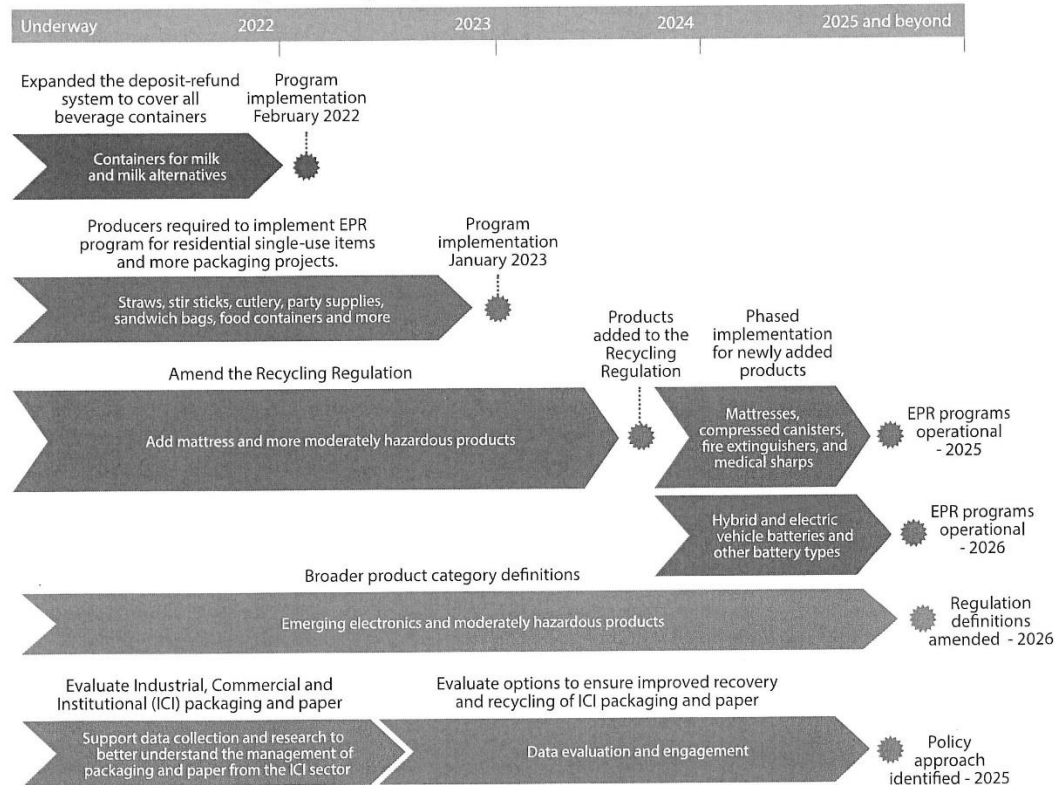 Underway
2022
2023
2024
2025 and beyond
Expanded the deposit-refund
system to cover all
beverage containers
Program
implementation
February 2022
Containers for milk
and milk alternatives
Producers required to implement EPR
program for residential single-use items
and more packaging projects.
Program
implementation
January 2023
Straws, stir sticks, cutlery, party supplies,
sandwich bags, food containers and more
Products
added to the
Recycling
Regulation
Phased
implementation
for newly added
products
Amend the Recycling Regulation
Add mattress and more moderately hazardous products
Mattresses,
compressed canisters,
fire extinguishers, and
medical sharps
EPR programs
operational
- 2025
Hybrid and electric
vehicle batteries and
other battery types
EPR programs
operational
- 2026
Broader product category definitions
Emerging electronics and moderately hazardous products
Regulation
definitions
amended - 2026
Evaluate Industrial, Commercial and
Institutional (ICI) packaging and paper
Evaluate options to ensure improved recovery
and recycling of ICI packaging and paper
Support data collection and research to
better understand the management of
packaging and paper from the ICI sector
Data evaluation and engagement
Policy
approach
identified - 2025